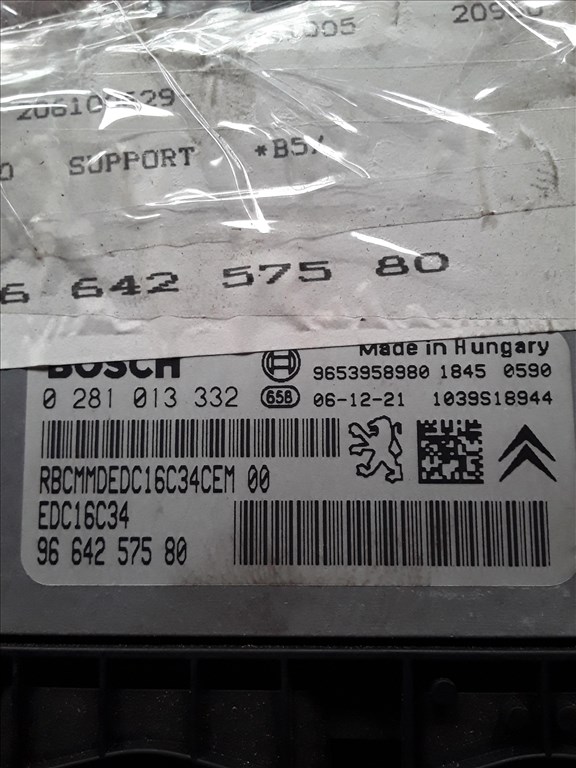 SUPPORT *B5
6 642 575 80
BOSCH
Made in Hungary
9653958980 1845 0590
0 281 013 332 658 06-12-21 1039S18944
RBCMMDEDC16C34CEM 00
EDC16C34
96 642 575 80